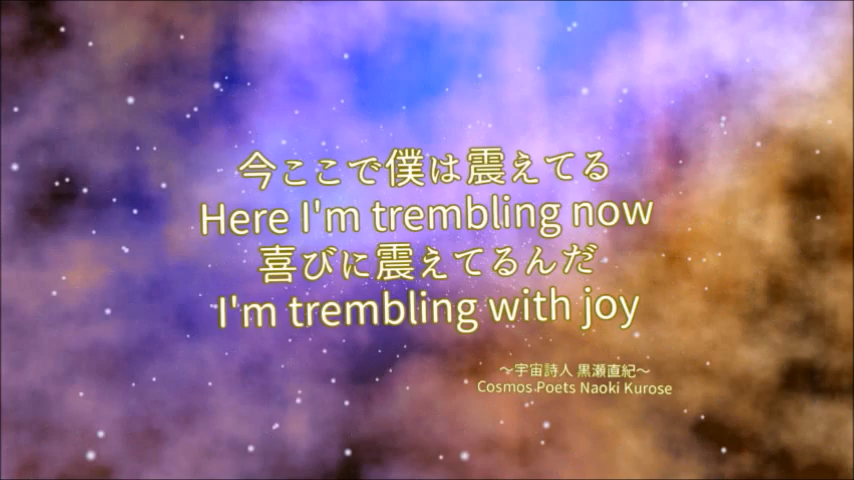 今ここで僕は震えてる
Here I'm trembling now
喜びに震えてるんだ
I'm trembling with joy
～宇宙詩人 黒瀬直紀～
Cosmos Poets Naoki Kurose